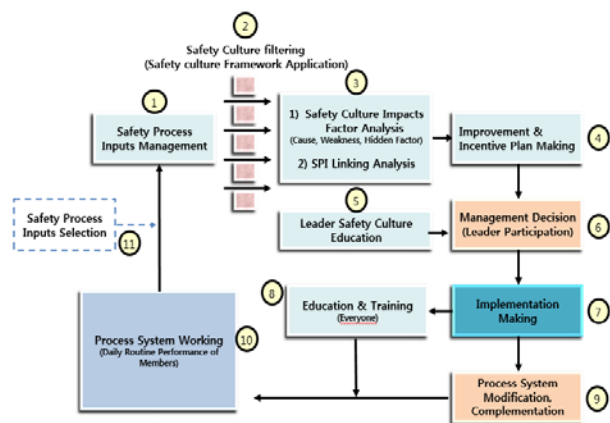 2
Safety Culture filtering
(Safety culture Framework Application)
1
Safety Process
Inputs Management
3
1) Safety Culture Impacts
Factor Analysis
(Cause, Weakness, Hidden Factor)
2) SPI Linking Analysis
Improvement &
Incentive Plan Making
4
5
Leader Safety Culture
Education
Management Decision
(Leader Participation)
6
Safety Process
Inputs Selection
11
8
Education & Training
(Everyone)
Implementation
Making
7
Process System Working
(Daily Routine Performance of
Members)
10
Process System
Modification,
Complementation
9